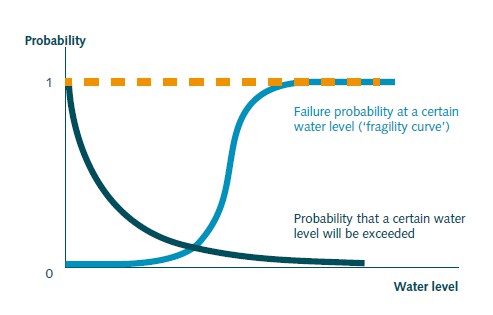 Probability
1
Failure probability at a certain
water level (‘fragility curve’)
Probability that a certain water
level will be exceeded
0
Water level